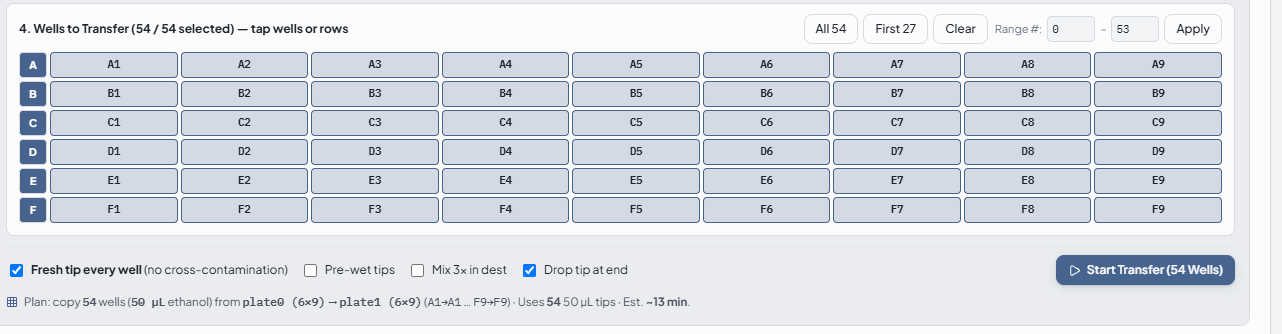 4. Wells to Transfer (54 / 54 selected) — tap wells or rows All 54 First 27 Clear Range #: 0 – 53 Apply
A A1 A2 A3 A4 A5 A6 A7 A8 A9
B B1 B2 B3 B4 B5 B6 B7 B8 B9
C C1 C2 C3 C4 C5 C6 C7 C8 C9
D D1 D2 D3 D4 D5 D6 D7 D8 D9
E E1 E2 E3 E4 E5 E6 E7 E8 E9
F F1 F2 F3 F4 F5 F6 F7 F8 F9
Fresh tip every well (no cross-contamination) Pre-wet tips Mix 3× in dest Drop tip at end Start Transfer (54 Wells)
Plan: copy 54 wells (50 µL ethanol) from plate0 (6×9) → plate1 (6×9) (A1→A1 … F9→F9) · Uses 54 50 µL tips · Est. ~13 min.